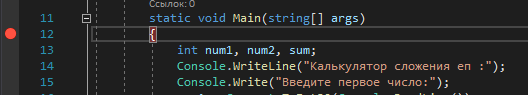 Ссылок: 0
11 static void Main(string[] args)
12 {
13 int num1, num2, sum;
14 Console.WriteLine("Калькулятор сложения еп :");
15 Console.Write("Введите первое число:");